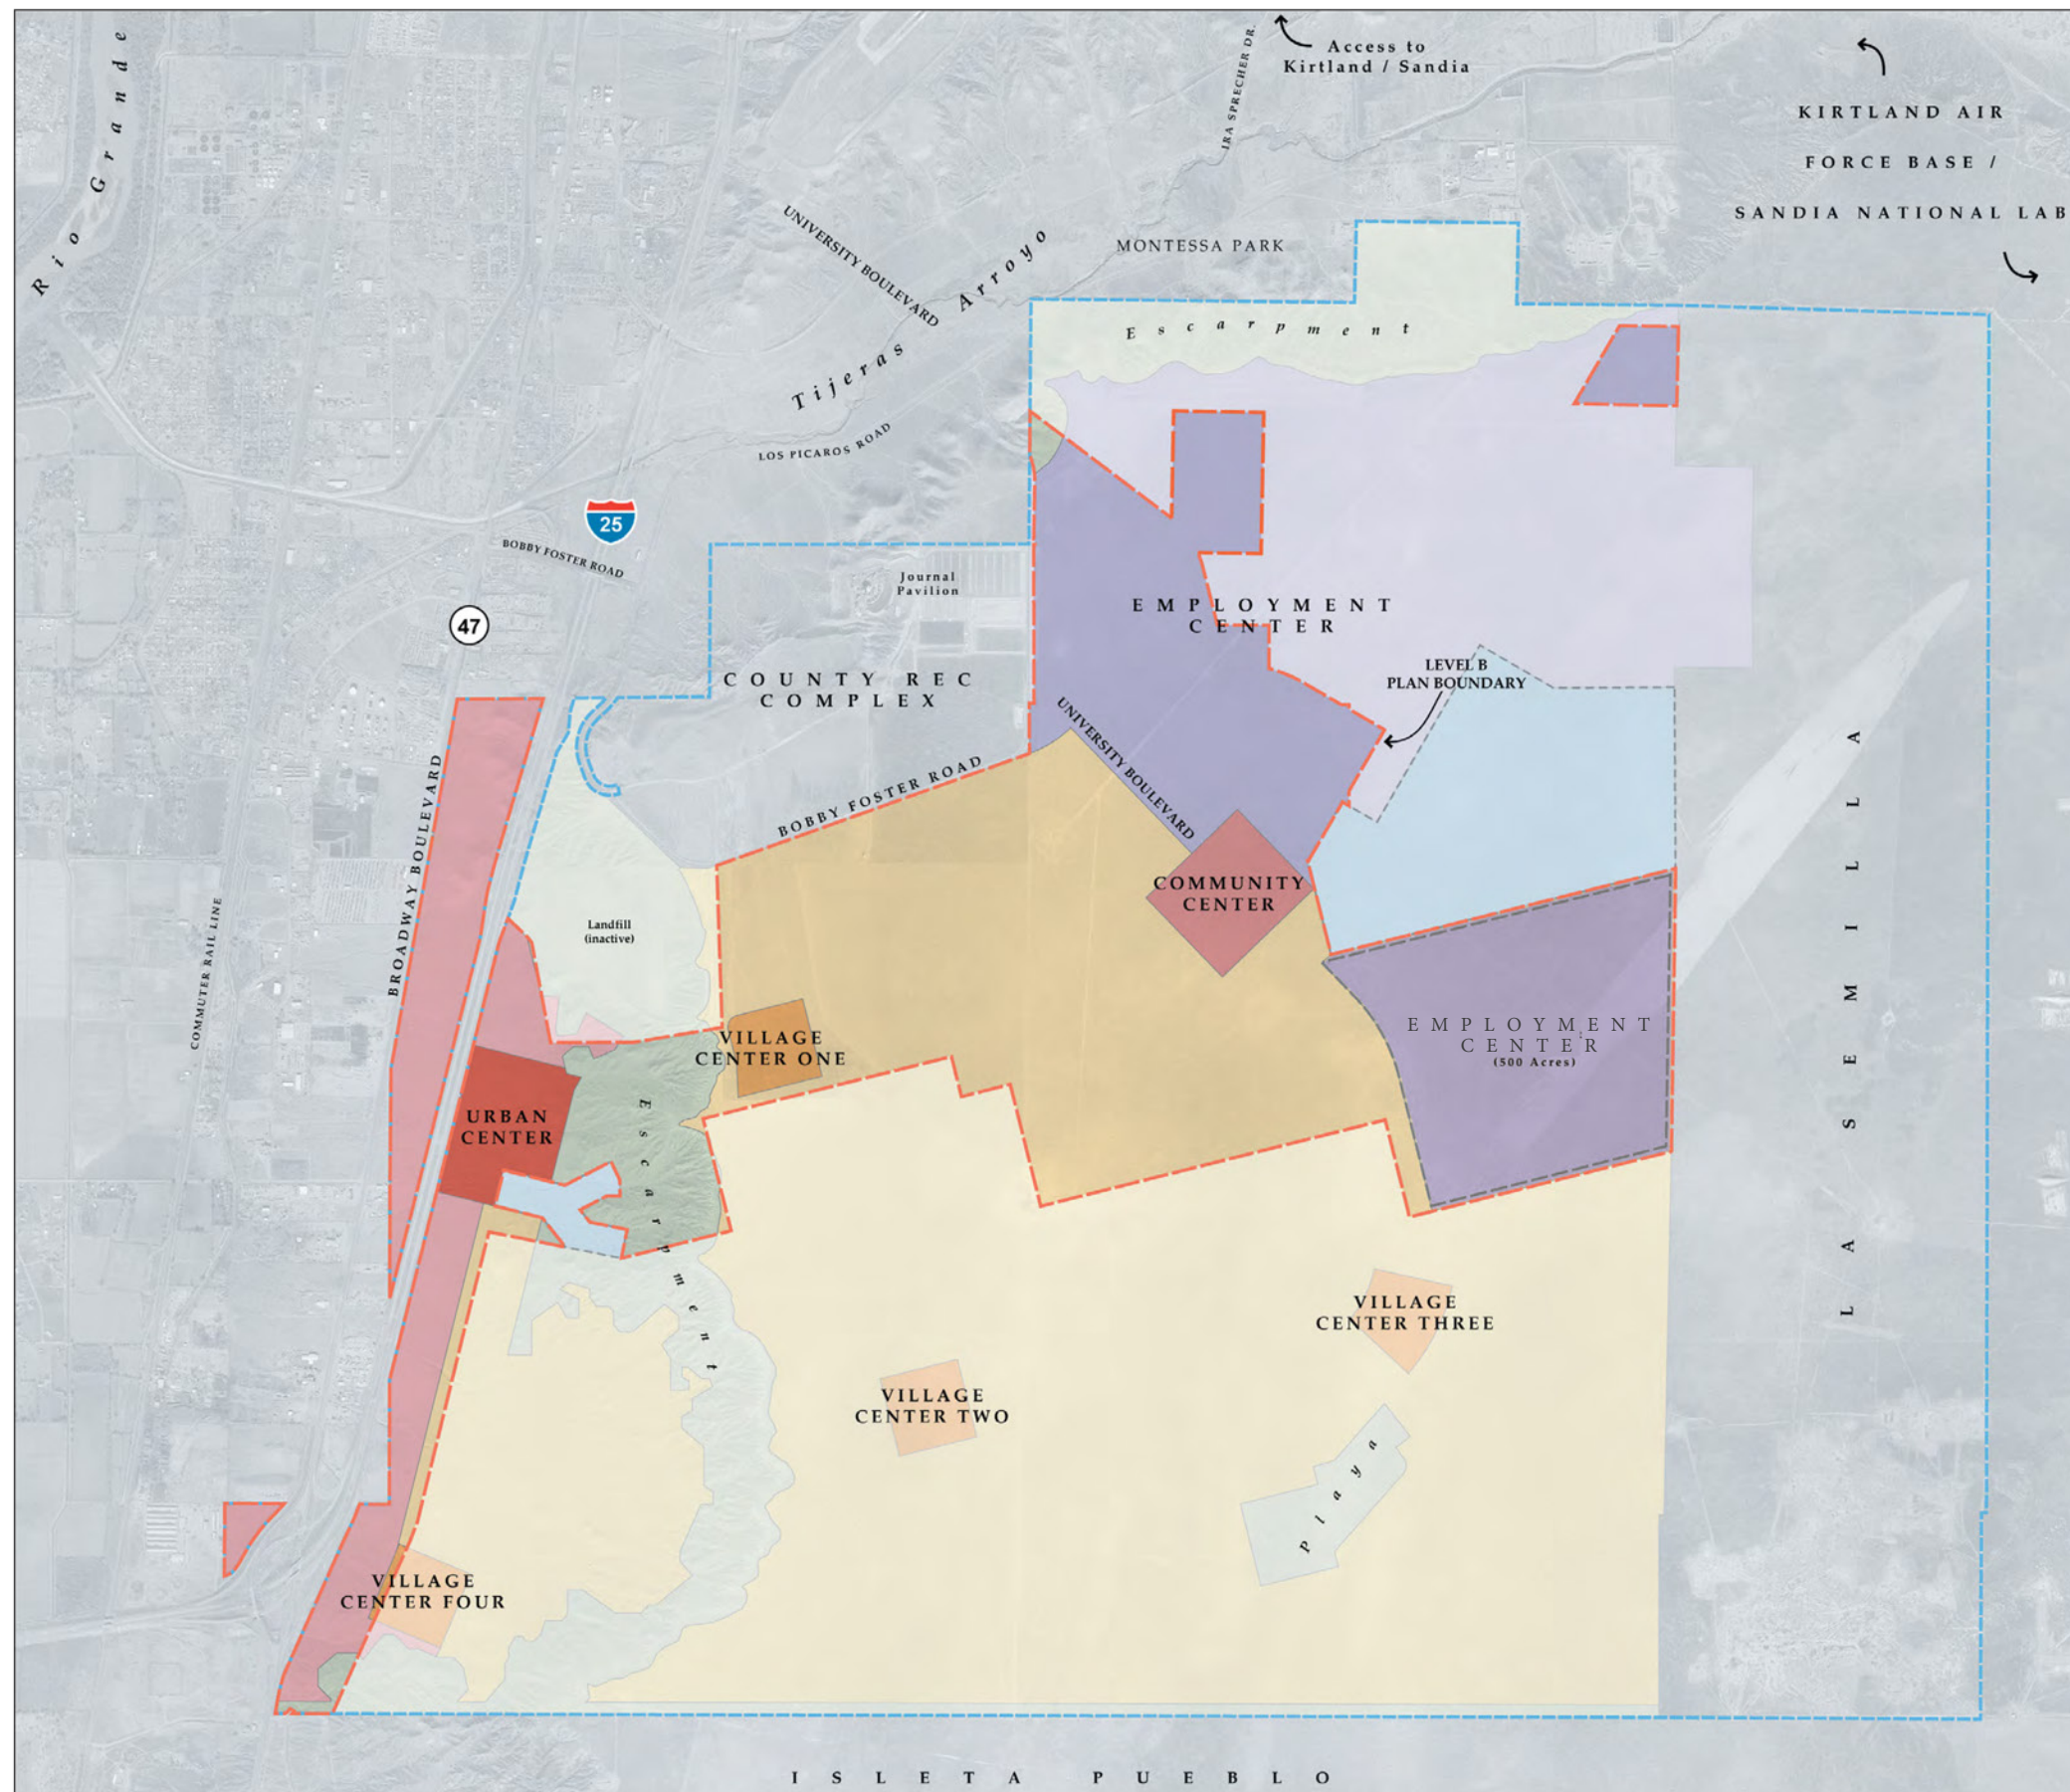 Rio Grande
Access to
Kirtland / Sandia
IRA SPRECHER DR.
KIRTLAND AIR
FORCE BASE /
SANDIA NATIONAL LAB
UNIVERSITY BOULEVARD
Tijeras Arroyo
MONTESSA PARK
Escarpment
LOS PICAROS ROAD
25
BOBBY FOSTER ROAD
Journal
Pavilion
47
EMPLOYMENT
CENTER
COUNTY REC
COMPLEX
LEVEL B
PLAN BOUNDARY
UNIVERSITY BOULEVARD
BOBBY FOSTER ROAD
BROADWAY BOULEVARD
COMMUTER RAIL LINE
COMMUNITY
CENTER
Landfill
(inactive)
LA SEMILLA
EMPLOYMENT
CENTER
(500 Acres)
VILLAGE
CENTER ONE
URBAN
CENTER
Escarpment
VILLAGE
CENTER THREE
VILLAGE
CENTER TWO
Playa
VILLAGE
CENTER FOUR
ISLETA PUEBLO